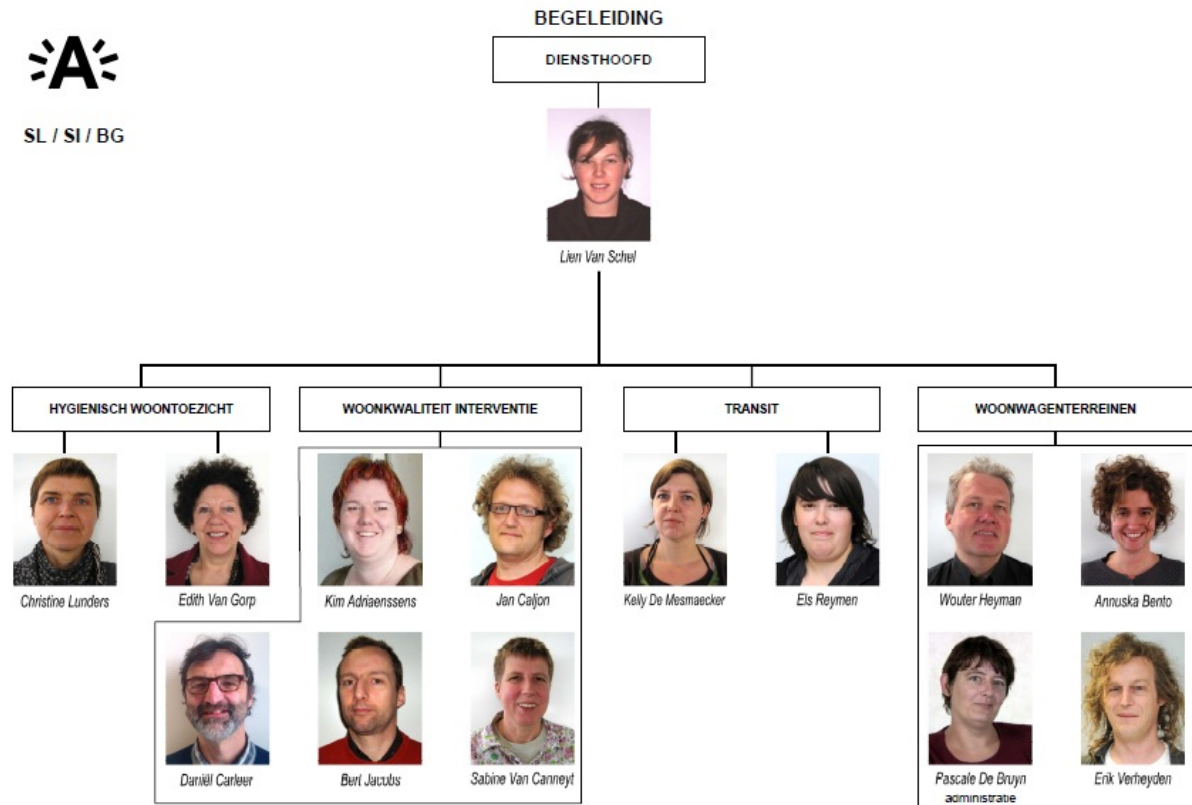 BEGELEIDING
DIENSTHOOFD
A
SL / SI / BG
Lien Van Schel
HYGIENISCH WOONTOEZICHT
WOONKWALITEIT INTERVENTIE
TRANSIT
WOONWAGENTERREINEN
Christine Lunders
Edith Van Gorp
Kim Adriaenssens
Jan Caljon
Kelly De Mesmaecker
Els Reymen
Wouter Heyman
Annuska Bento
Daniël Carleer
Bert Jacobs
Sabine Van Canneyt
Pascale De Bruyn
administratie
Erik Verheyden